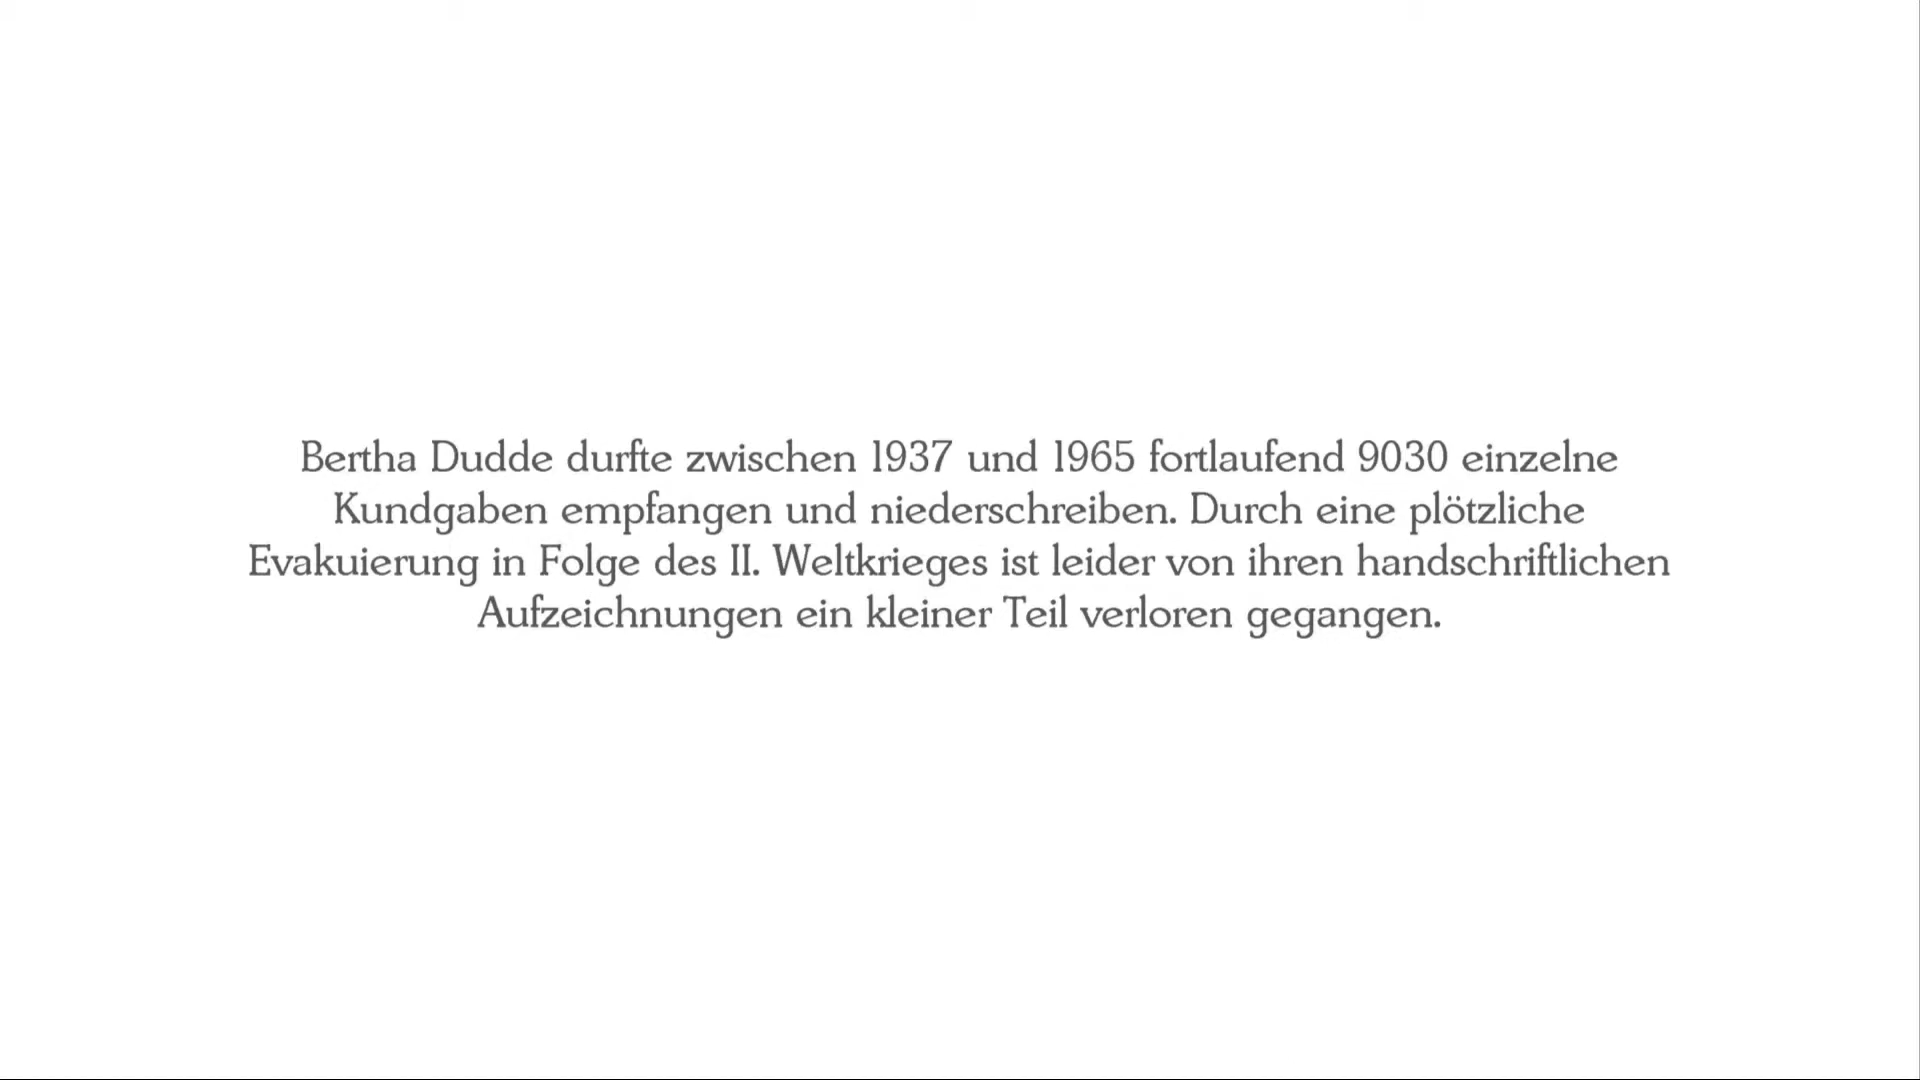 Bertha Dudde durfte zwischen 1937 und 1965 fortlaufend 9030 einzelne
Kundgaben empfangen und niederschreiben. Durch eine plötzliche
Evakuierung in Folge des II. Weltkrieges ist leider von ihren handschriftlichen
Aufzeichnungen ein kleiner Teil verloren gegangen.